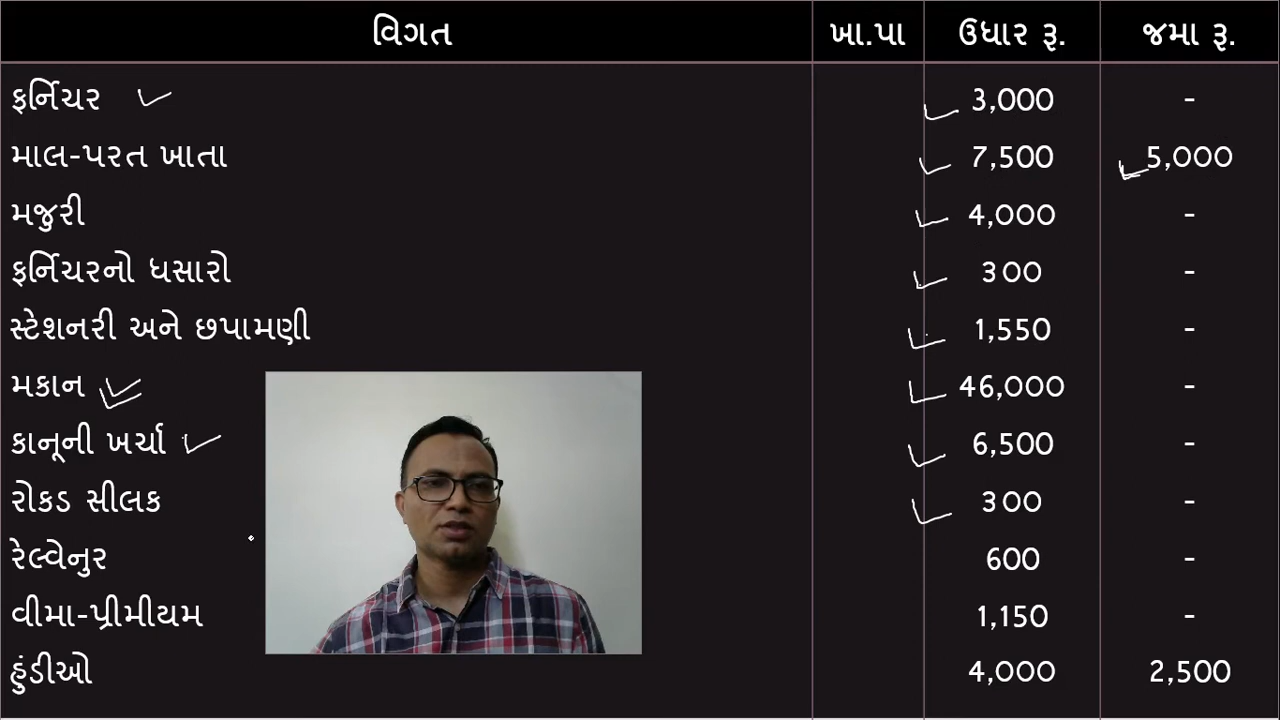 વિગત ખા.પા ઉધાર રૂ. જમા રૂ.
ફર્નિચર 3,000 -
માલ-પરત ખાતા 7,500 5,000
મજુરી 4,000 -
ફર્નિચરનો ઘસારો 300 -
સ્ટેશનરી અને છપામણી 1,550 -
મકાન 46,000 -
કાનૂની ખર્ચા 6,500 -
રોકડ સીલક 300 -
રેલ્વેનુર 600 -
વીમા-પ્રીમીયમ 1,150 -
હુંડીઓ 4,000 2,500